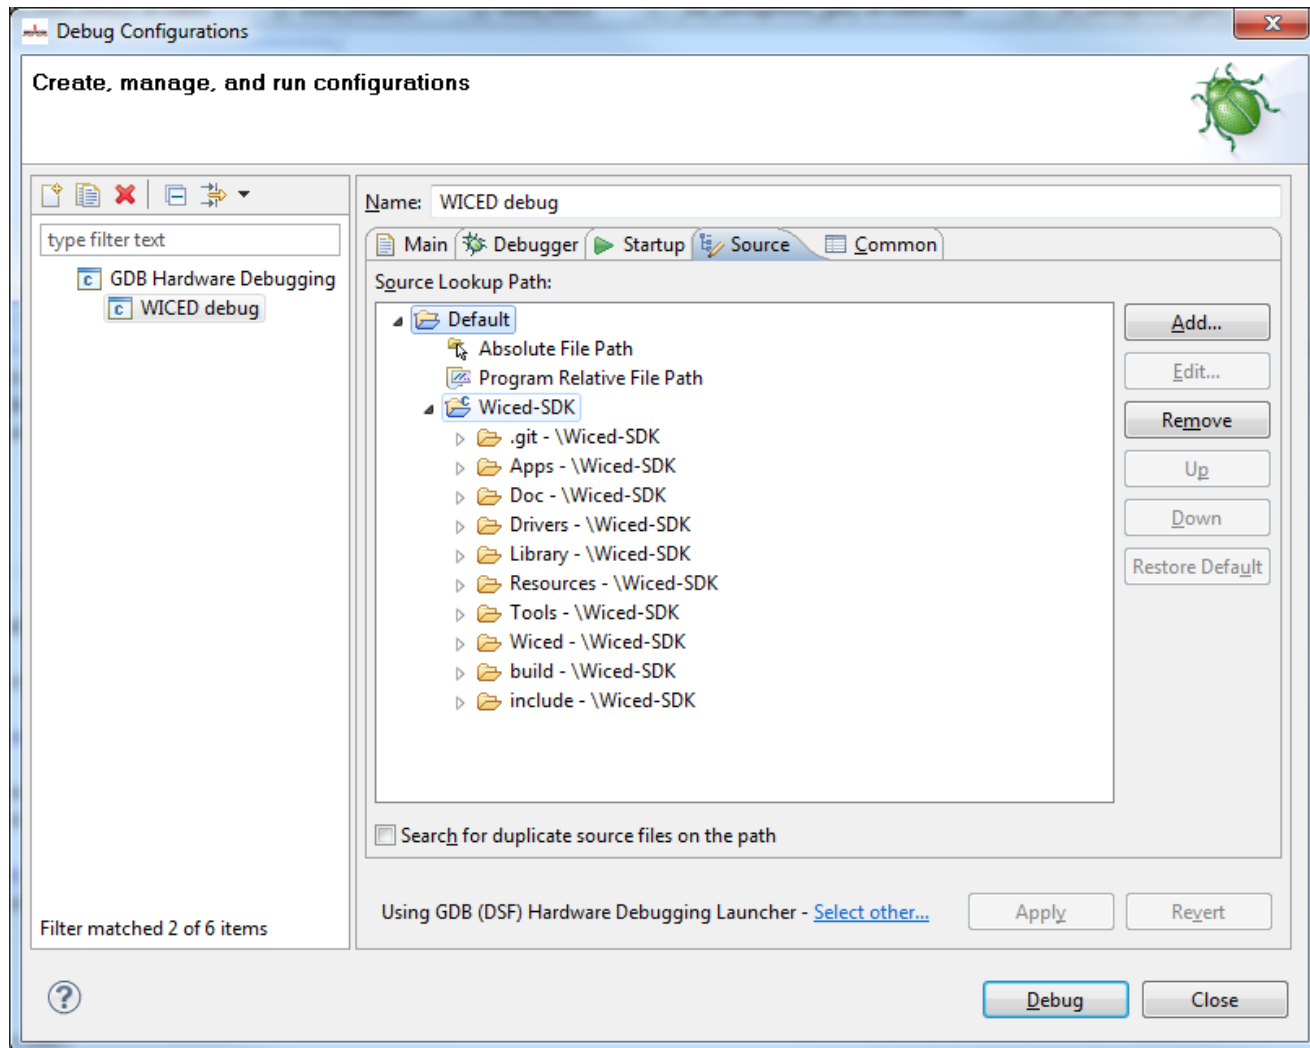 Debug Configurations
Create, manage, and run configurations
type filter text
GDB Hardware Debugging
WICED debug
Filter matched 2 of 6 items
Name: WICED debug
Main Debugger Startup Source Common
Source Lookup Path:
Default
Absolute File Path
Program Relative File Path
Wiced-SDK
.git - \Wiced-SDK
Apps - \Wiced-SDK
Doc - \Wiced-SDK
Drivers - \Wiced-SDK
Library - \Wiced-SDK
Resources - \Wiced-SDK
Tools - \Wiced-SDK
Wiced - \Wiced-SDK
build - \Wiced-SDK
include - \Wiced-SDK
Add...
Edit...
Remove
Up
Down
Restore Default
Search for duplicate source files on the path
Using GDB (DSF) Hardware Debugging Launcher - Select other...
Apply Revert
Debug Close